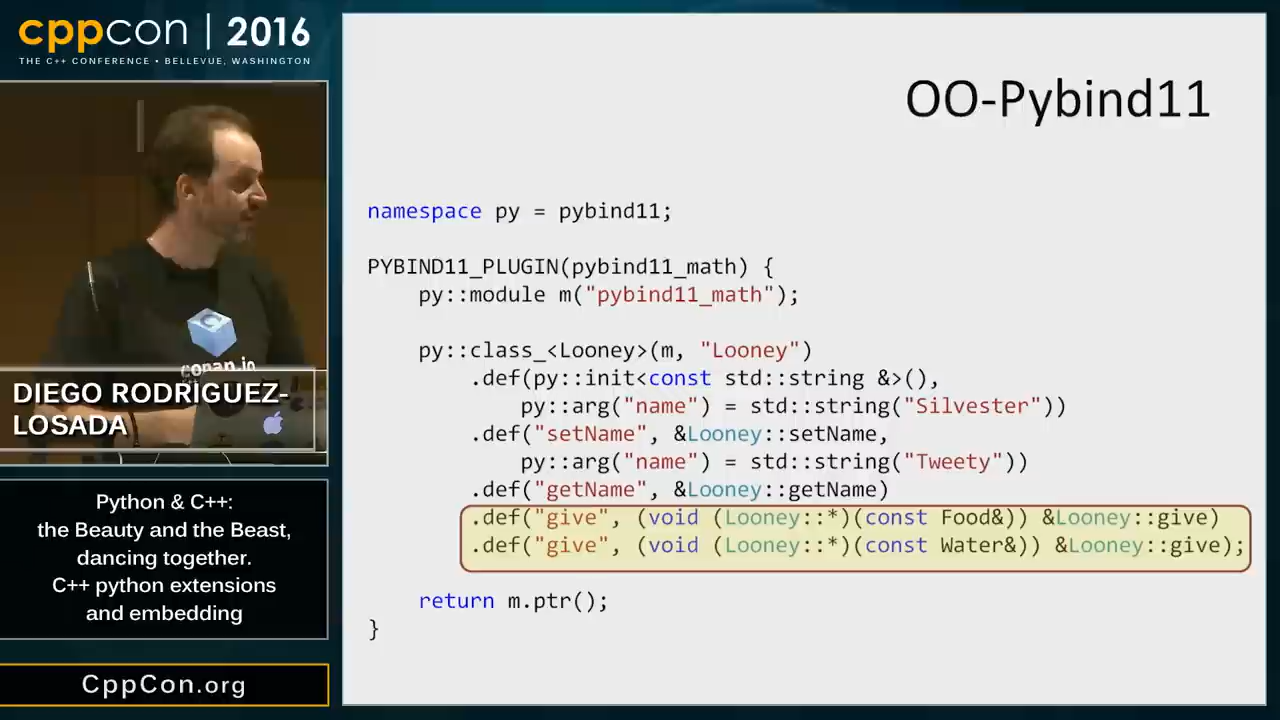 cppcon | 2016
THE C++ CONFERENCE • BELLEVUE, WASHINGTON
conan.io
DIEGO RODRÍGUEZ-
LOSADA
Python & C++:
the Beauty and the Beast,
dancing together.
C++ python extensions
and embedding
CppCon.org
OO-Pybind11
namespace py = pybind11;
PYBIND11_PLUGIN(pybind11_math) {
py::module m("pybind11_math");
py::class_<Looney>(m, "Looney")
.def(py::init<const std::string &>(),
py::arg("name") = std::string("Silvester"))
.def("setName", &Looney::setName,
py::arg("name") = std::string("Tweety"))
.def("getName", &Looney::getName)
.def("give", (void (Looney::*)(const Food&)) &Looney::give)
.def("give", (void (Looney::*)(const Water&)) &Looney::give);
return m.ptr();
}